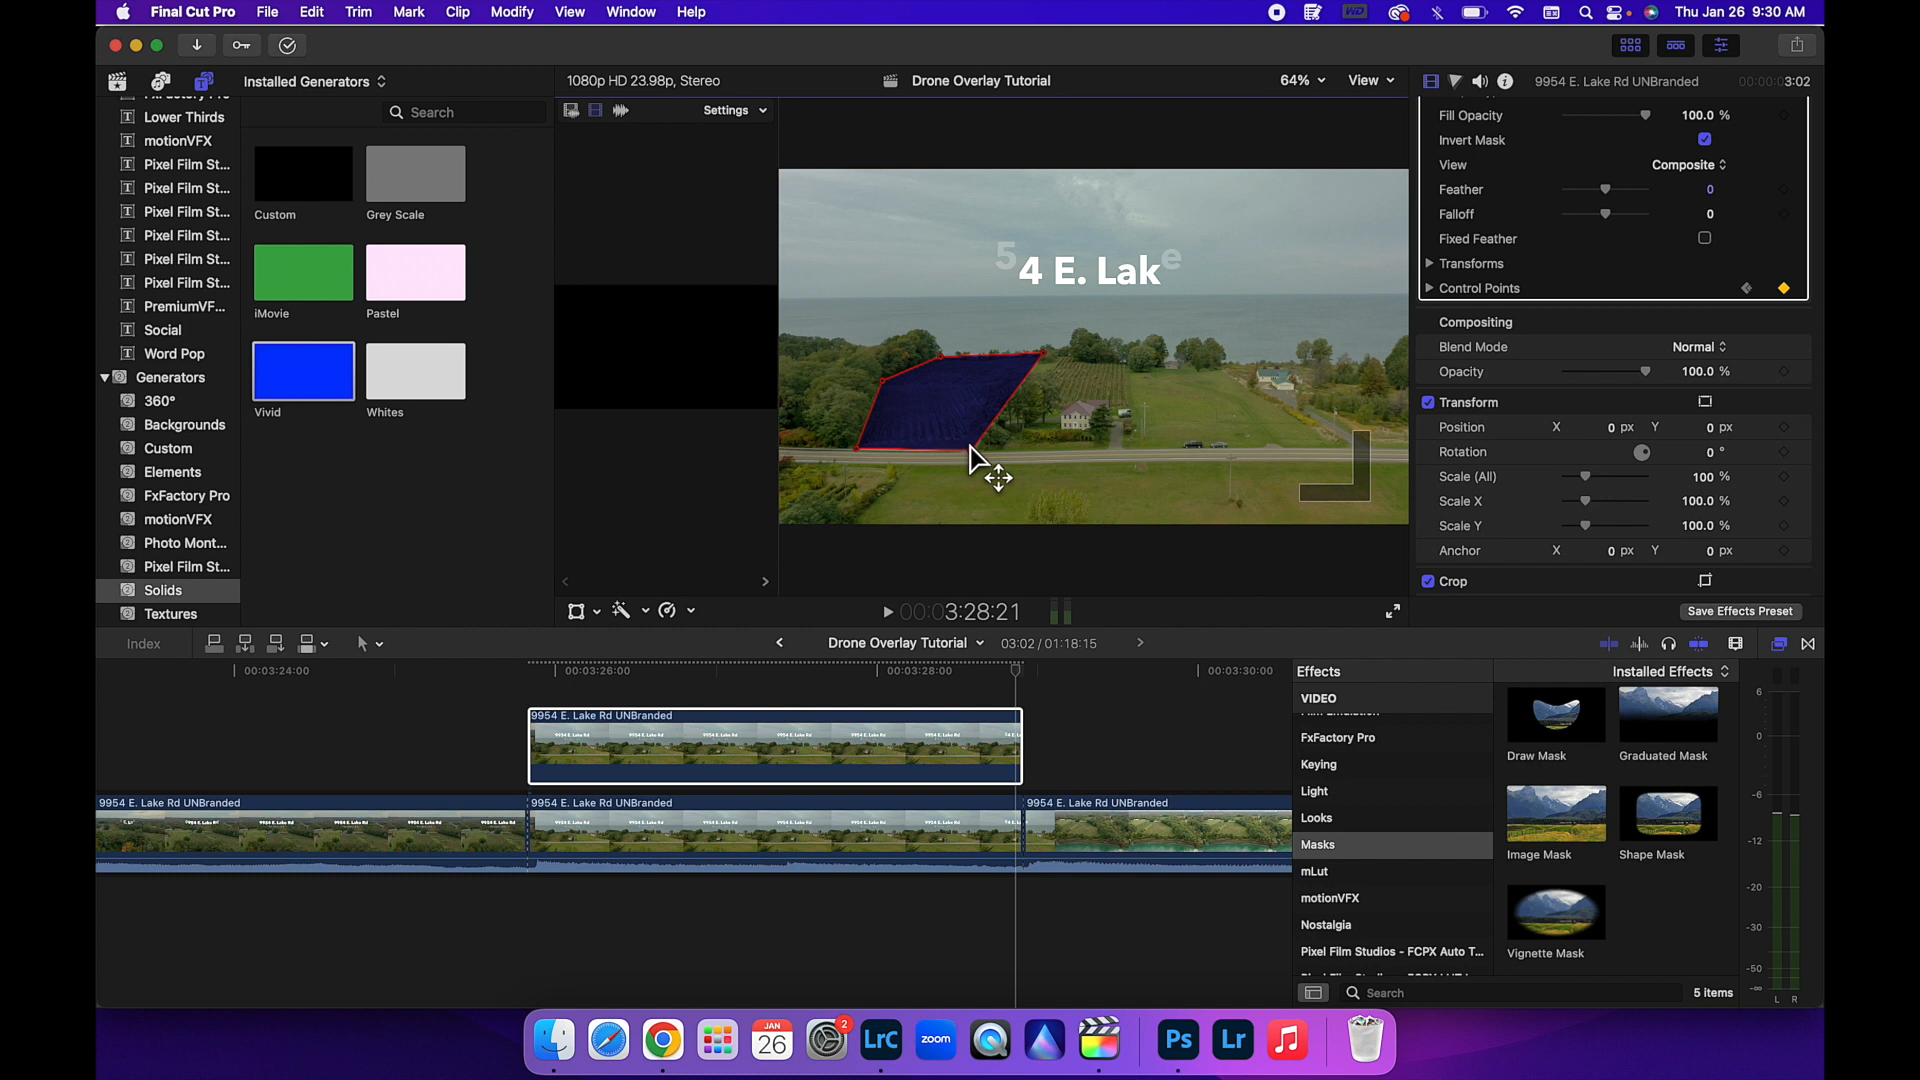 Final Cut Pro File Edit Trim Mark Clip Modify View Window Help Thu Jan 26 9:30 AM
Installed Generators
1080p HD 23.98p, Stereo
Drone Overlay Tutorial
64%
View
9954 E. Lake Rd UNBranded
00:00:03:02
Lower Thirds
motionVFX
Pixel Film St...
Pixel Film St...
Pixel Film St...
Pixel Film St...
Pixel Film St...
Pixel Film St...
PremiumVF...
Social
Word Pop
Generators
360°
Backgrounds
Custom
Elements
FxFactory Pro
motionVFX
Photo Mont...
Pixel Film St...
Solids
Textures
Search
Custom
Grey Scale
iMovie
Pastel
Vivid
Whites
Settings
54 E. Lake
Fill Opacity 100.0 %
Invert Mask
View Composite
Feather 0
Falloff 0
Fixed Feather
Transforms
Control Points
Compositing
Blend Mode Normal
Opacity 100.0 %
Transform
Position X 0 px Y 0 px
Rotation 0 °
Scale (All) 100 %
Scale X 100.0 %
Scale Y 100.0 %
Anchor X 0 px Y 0 px
Crop
Save Effects Preset
00:03:28:21
Index
Drone Overlay Tutorial
03:02 / 01:18:15
00:03:24:00
00:03:26:00
00:03:28:00
00:03:30:00
9954 E. Lake Rd UNBranded
9954 E. Lake Rd UNBranded
9954 E. Lake Rd UNBranded
9954 E. Lake Rd UNBranded
Effects
Installed Effects
VIDEO
FxFactory Pro
Keying
Light
Looks
Masks
mLut
motionVFX
Nostalgia
Pixel Film Studios - FCPX Auto T...
Draw Mask
Graduated Mask
Image Mask
Shape Mask
Vignette Mask
Search
5 items
6
0
-6
-12
-20
-30
-50
-∞
L R
JAN
26
2
LrC
zoom
Ps
Lr